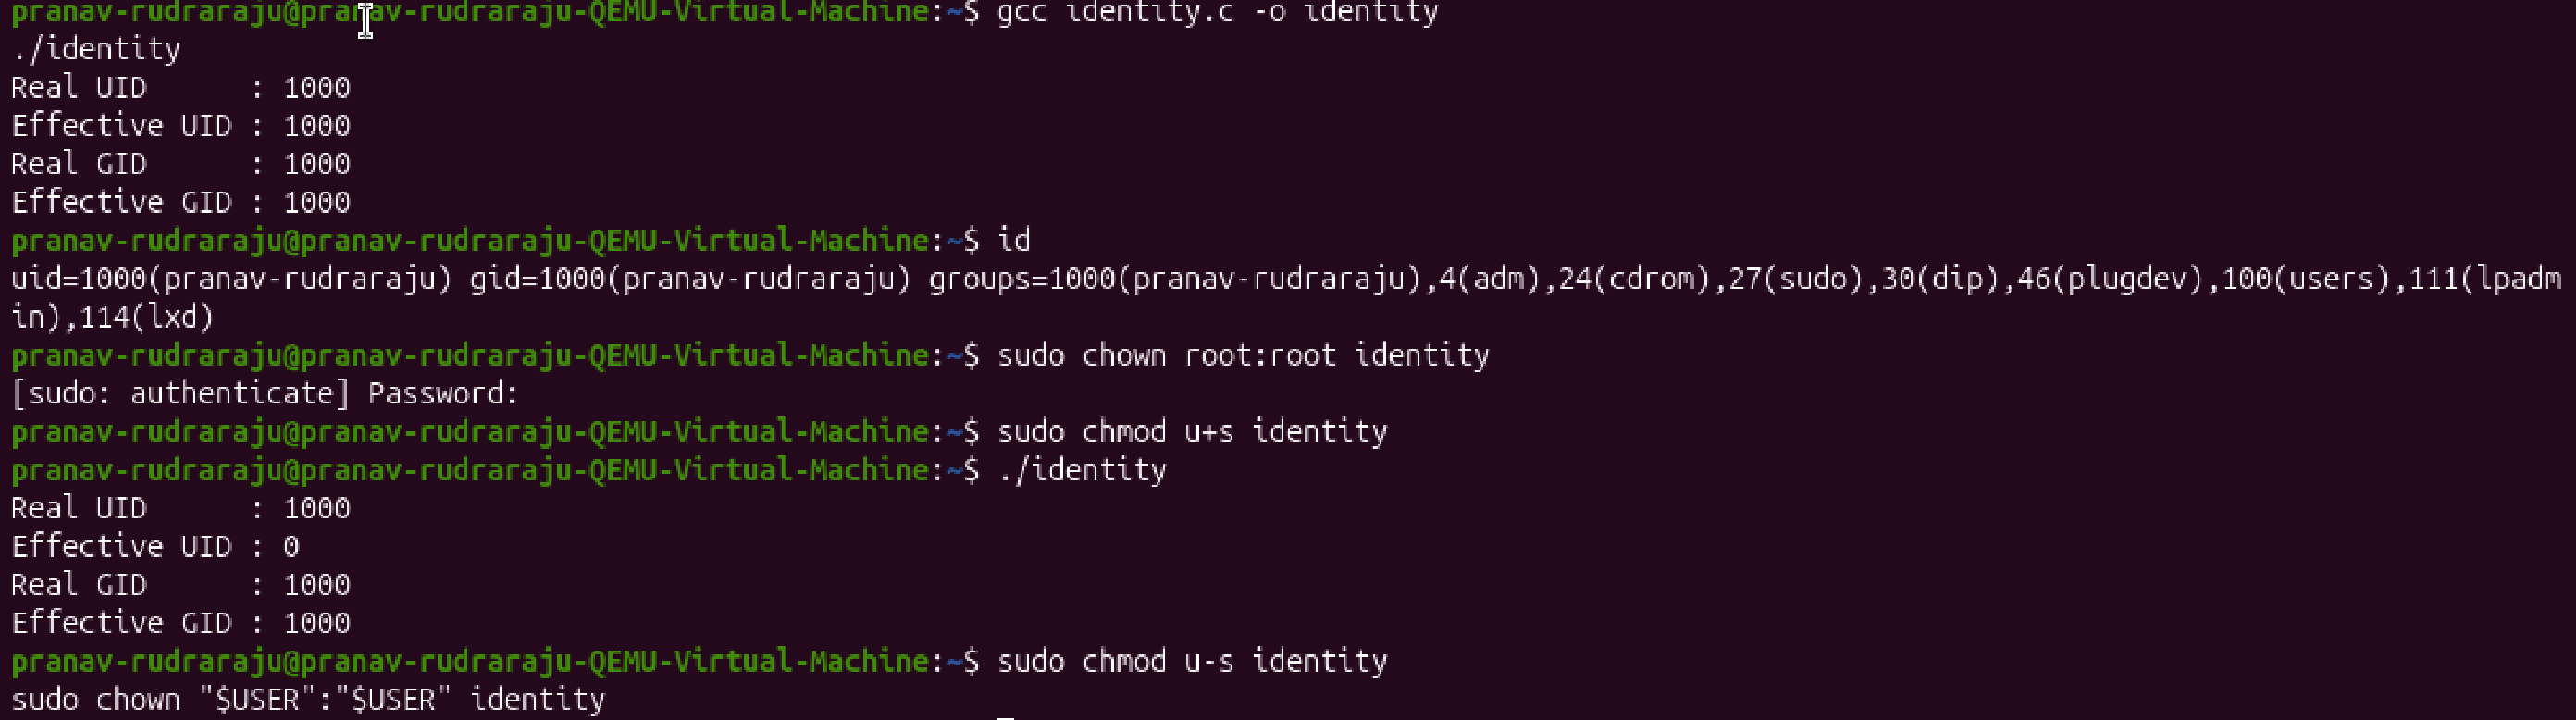 pranav-rudraraju@pranav-rudraraju-QEMU-Virtual-Machine:~$ gcc identity.c -o identity
./identity
Real UID      : 1000
Effective UID : 1000
Real GID      : 1000
Effective GID : 1000
pranav-rudraraju@pranav-rudraraju-QEMU-Virtual-Machine:~$ id
uid=1000(pranav-rudraraju) gid=1000(pranav-rudraraju) groups=1000(pranav-rudraraju),4(adm),24(cdrom),27(sudo),30(dip),46(plugdev),100(users),111(lpadm
in),114(lxd)
pranav-rudraraju@pranav-rudraraju-QEMU-Virtual-Machine:~$ sudo chown root:root identity
[sudo: authenticate] Password:
pranav-rudraraju@pranav-rudraraju-QEMU-Virtual-Machine:~$ sudo chmod u+s identity
pranav-rudraraju@pranav-rudraraju-QEMU-Virtual-Machine:~$ ./identity
Real UID      : 1000
Effective UID : 0
Real GID      : 1000
Effective GID : 1000
pranav-rudraraju@pranav-rudraraju-QEMU-Virtual-Machine:~$ sudo chmod u-s identity
sudo chown "$USER":"$USER" identity